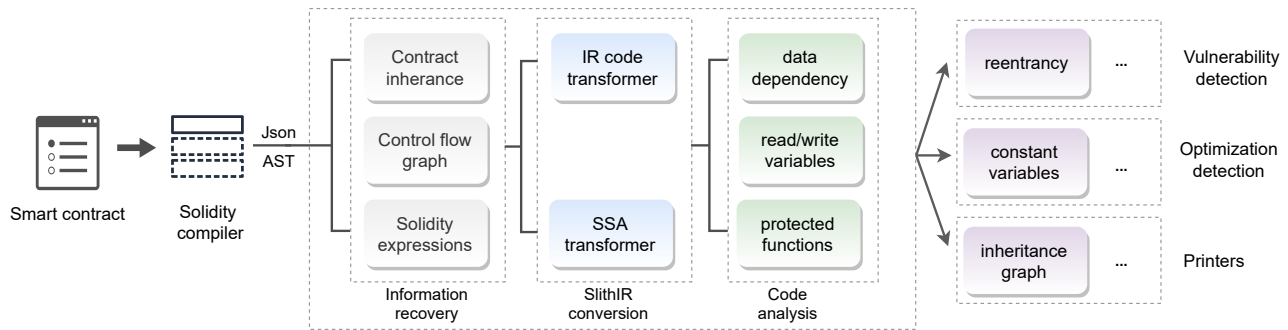 Smart contract
Solidity
compiler
Json
AST
Contract
inherance
Control flow
graph
Solidity
expressions
Information
recovery
IR code
transformer
SSA
transformer
SlithIR
conversion
data
dependency
read/write
variables
protected
functions
Code
analysis
reentrancy
...
Vulnerability
detection
constant
variables
...
Optimization
detection
inheritance
graph
...
Printers